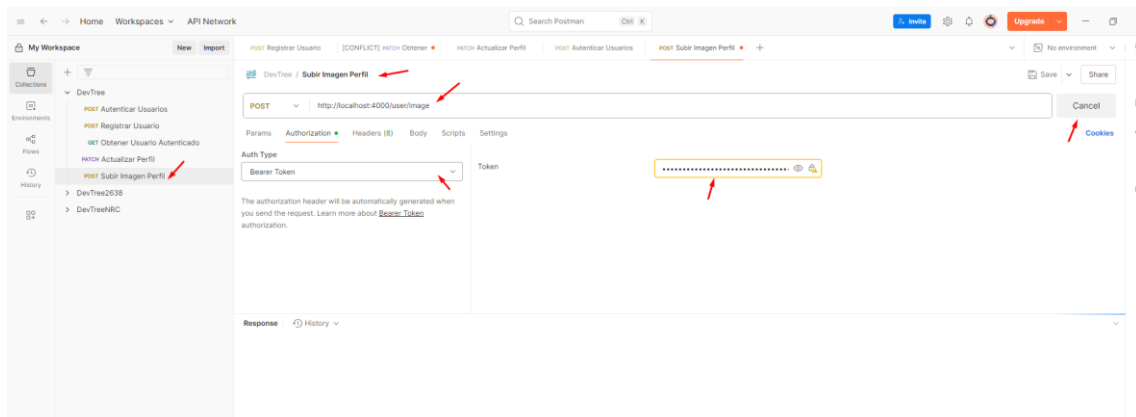 Home Workspaces API Network Search Postman Ctrl K Invite Upgrade
My Workspace New Import POST Registrar Usuario [CONFLICT] PATCH Obtener PATCH Actualizar Perfil POST Autenticar Usuarios POST Subir Imagen Perfil No environment
Collections DevTree / Subir Imagen Perfil Save Share
DevTree
POST Autenticar Usuarios POST http://localhost:4000/user/image Cancel
Environments
POST Registrar Usuario
GET Obtener Usuario Autenticado Params Authorization Headers (8) Body Scripts Settings Cookies
Flows
PATCH Actualizar Perfil Auth Type
POST Subir Imagen Perfil Bearer Token Token
History
DevTree2638
DevTreeNRC The authorization header will be automatically generated when
you send the request. Learn more about Bearer Token
authorization.
Response History